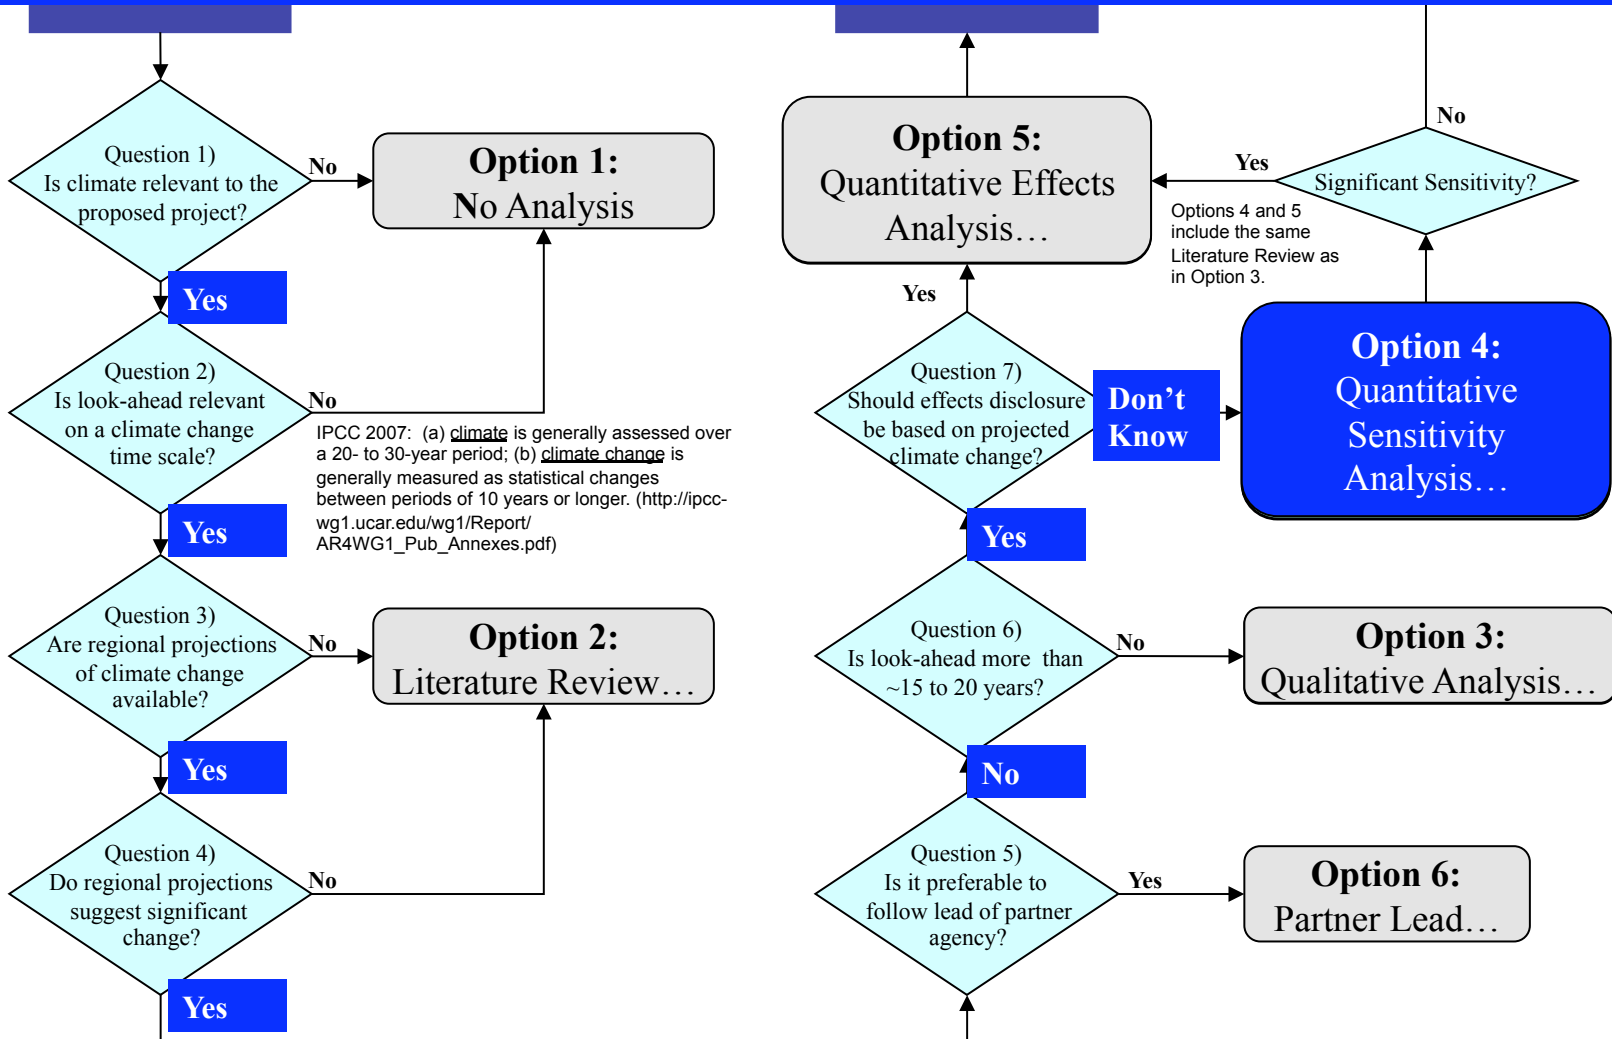 Question 1)
Is climate relevant to the
proposed project?
No
Option 1:
No Analysis
Yes
Question 2)
Is look-ahead relevant
on a climate change
time scale?
No
IPCC 2007:  (a) climate is generally assessed over
a 20- to 30-year period; (b) climate change is
generally measured as statistical changes
between periods of 10 years or longer. (http://ipcc-
wg1.ucar.edu/wg1/Report/
AR4WG1_Pub_Annexes.pdf)
Yes
Question 3)
Are regional projections
of climate change
available?
No
Option 2:
Literature Review…
Yes
Question 4)
Do regional projections
suggest significant
change?
No
Yes
Option 5:
Quantitative Effects
Analysis…
Yes
No
Significant Sensitivity?
Options 4 and 5
include the same
Literature Review as
in Option 3.
Yes
Question 7)
Should effects disclosure
be based on projected
climate change?
Don't
Know
Option 4:
Quantitative
Sensitivity
Analysis…
Yes
Question 6)
Is look-ahead more  than
~15 to 20 years?
No
Option 3:
Qualitative Analysis…
No
Question 5)
Is it preferable to
follow lead of partner
agency?
Yes
Option 6:
Partner Lead…